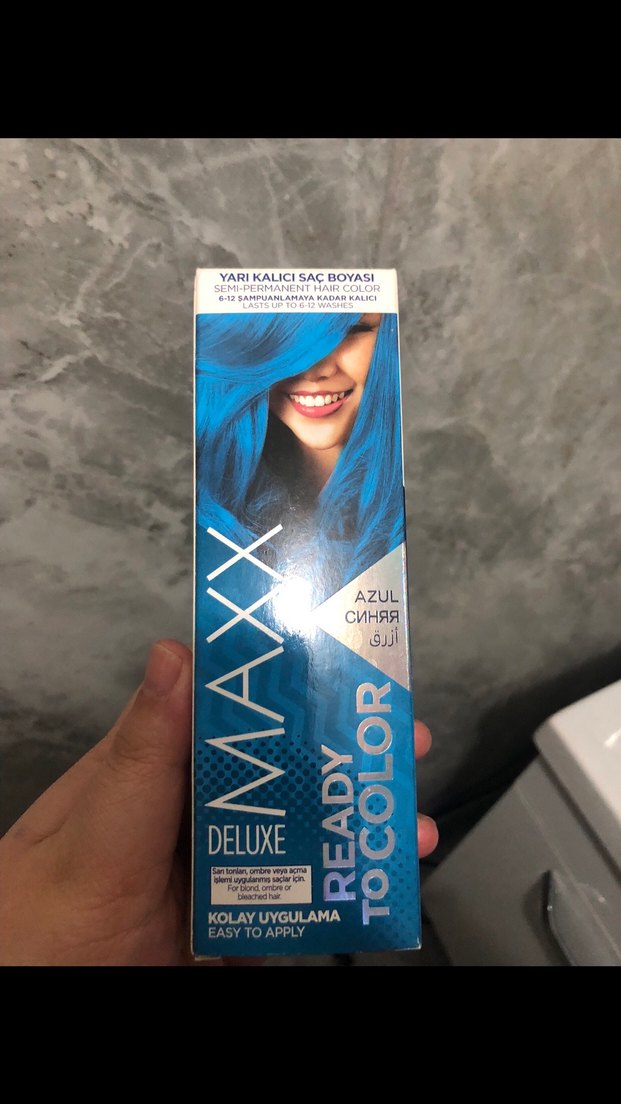 YARI KALICI SAÇ BOYASI
SEMI-PERMANENT HAIR COLOR
6-12 ŞAMPUANLAMAYA KADAR KALICI
LASTS UP TO 6-12 WASHES
AZUL
СИНЯЯ
أزرق
MAXX
DELUXE
READY
TO COLOR
Sarı tonları, ombre veya açma
işlemi uygulanmış saçlar için.
For blond, ombre or
bleached hair.
KOLAY UYGULAMA
EASY TO APPLY